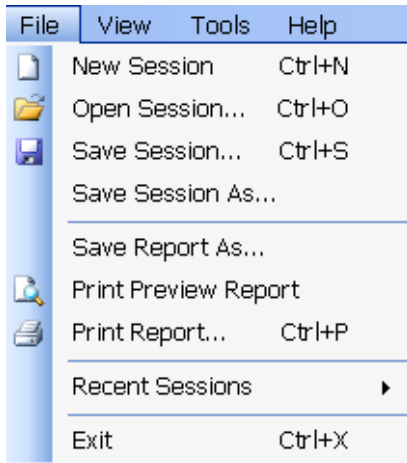 File View Tools Help
New Session Ctrl+N
Open Session... Ctrl+O
Save Session... Ctrl+S
Save Session As...
Save Report As...
Print Preview Report
Print Report... Ctrl+P
Recent Sessions
Exit Ctrl+X